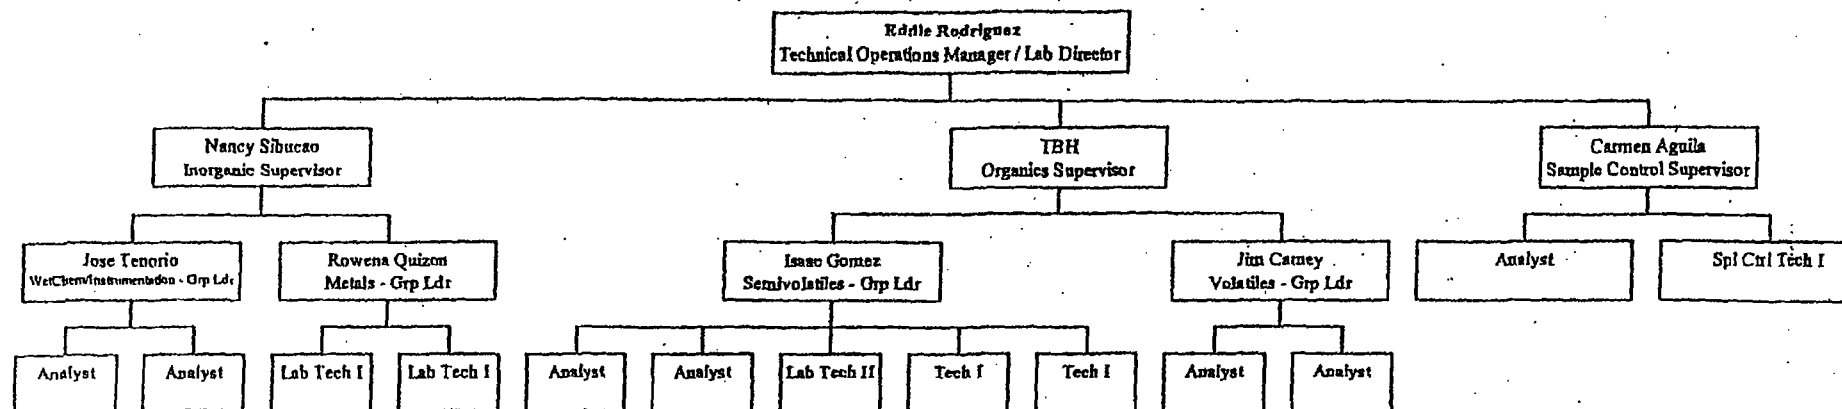 Eddie Rodriguez
Technical Operations Manager / Lab Director
Nancy Sibucao
Inorganic Supervisor
TBH
Organics Supervisor
Carmen Aguila
Sample Control Supervisor
Jose Tenorio
WetChem/Instrumentation - Grp Ldr
Rowena Quizon
Metals - Grp Ldr
Isaac Gomez
Semivolatiles - Grp Ldr
Jim Carney
Volatiles - Grp Ldr
Analyst
Spl Ctrl Tech I
Analyst
Analyst
Lab Tech I
Lab Tech I
Analyst
Analyst
Lab Tech II
Tech I
Tech I
Analyst
Analyst